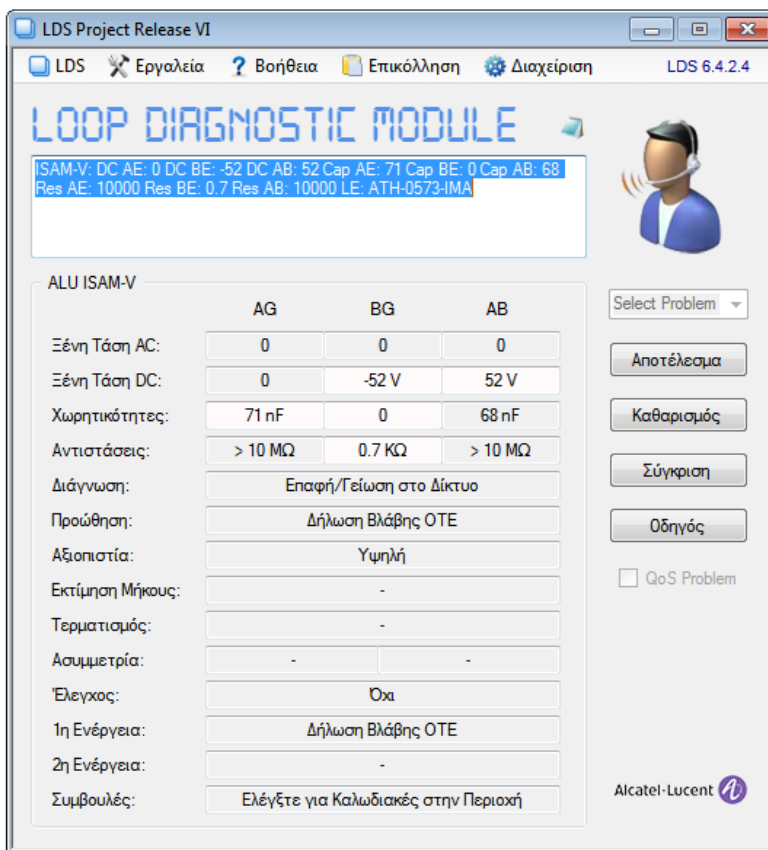 LDS Project Release VI
LDS Εργαλεία ? Βοήθεια Επικόλληση Διαχείριση LDS 6.4.2.4
LOOP DIAGNOSTIC MODULE
ISAM-V: DC AE: 0 DC BE: -52 DC AB: 52 Cap AE: 71 Cap BE: 0 Cap AB: 68
Res AE: 10000 Res BE: 0.7 Res AB: 10000 LE: ATH-0573-IMA
ALU ISAM-V
AG BG AB
Ξένη Τάση AC: 0 0 0
Ξένη Τάση DC: 0 -52 V 52 V
Χωρητικότητες: 71 nF 0 68 nF
Αντιστάσεις: > 10 MΩ 0.7 KΩ > 10 MΩ
Διάγνωση: Επαφή/Γείωση στο Δίκτυο
Προώθηση: Δήλωση Βλάβης ΟΤΕ
Αξιοπιστία: Υψηλή
Εκτίμηση Μήκους: -
Τερματισμός: -
Ασυμμετρία: - -
Έλεγχος: Όχι
1η Ενέργεια: Δήλωση Βλάβης ΟΤΕ
2η Ενέργεια: -
Συμβουλές: Ελέγξτε για Καλωδιακές στην Περιοχή
Select Problem
Αποτέλεσμα
Καθαρισμός
Σύγκριση
Οδηγός
QoS Problem
Alcatel-Lucent